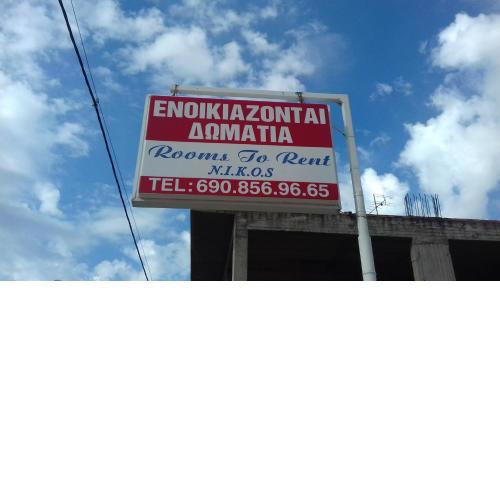 ΕΝΟΙΚΙΑΖΟΝΤΑΙ
ΔΩΜΑΤΙΑ
Rooms To Rent
N.I.K.O.S
TEL: 690.856.96.65